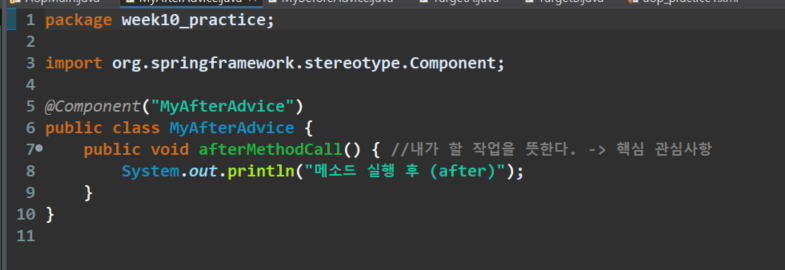 MyAfterAdvice.java
1 package week10_practice;
2
3 import org.springframework.stereotype.Component;
4
5 @Component("MyAfterAdvice")
6 public class MyAfterAdvice {
7 public void afterMethodCall() { //내가 할 작업을 뜻한다. -> 핵심 관심사항
8 System.out.println("메소드 실행 후 (after)");
9 }
10 }
11